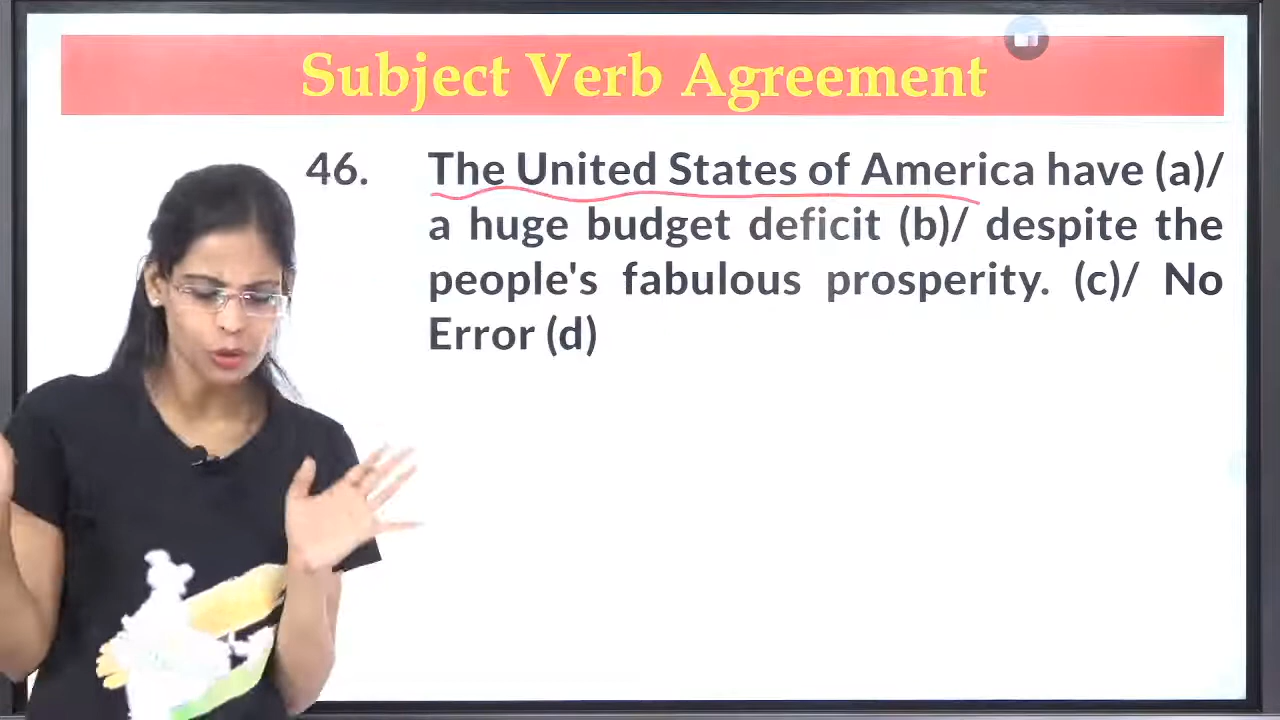 Subject Verb Agreement
46. The United States of America have (a)/
a huge budget deficit (b)/ despite the
people's fabulous prosperity. (c)/ No
Error (d)